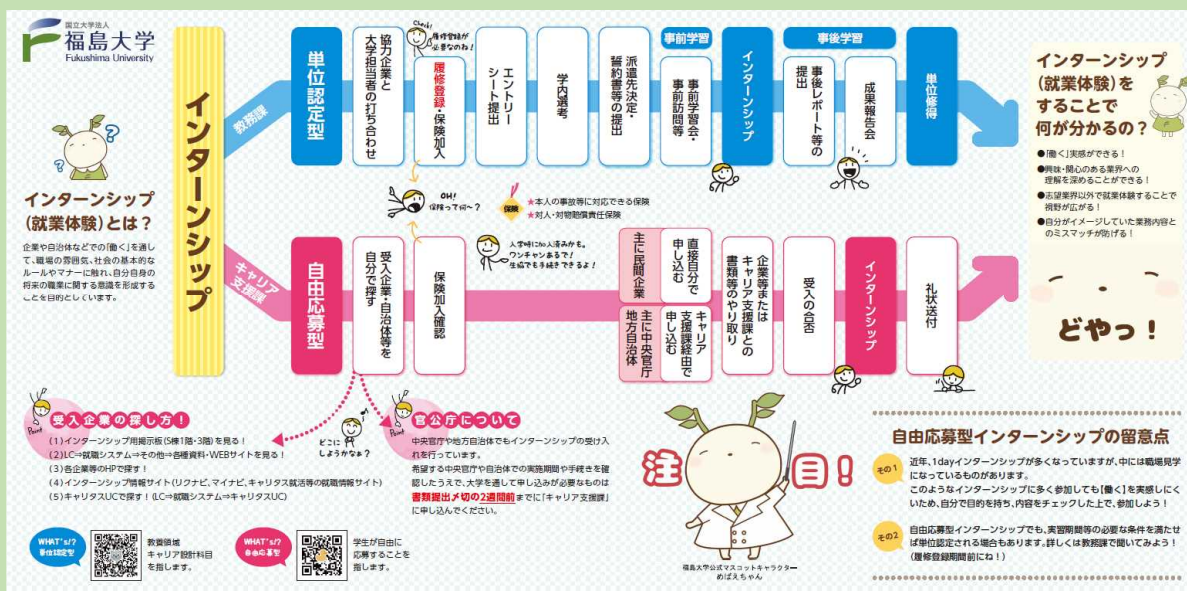 国立大学法人
福島大学
Fukushima University
インターンシップ
(就業体験)とは？
企業や自治体などでの「働く」を通し
て、職場の雰囲気、社会の基本的な
ルールやマナーに触れ、自分自身の
将来の職業に関する意識を形成する
ことを目的としています。
インターンシップ
教務課
単位認定型
協力企業と
大学担当者の打ち合わせ
Check!
履修登録が
必要なのね！
履修登録・保険加入
エントリー
シート提出
学内選考
派遣先決定・
誓約書等の提出
事前学習
事前学習会・
事前訪問等
インターンシップ
事後学習
事後レポート等の
提出
成果報告会
単位修得
OH!
保険って何〜？
保険
★本人の事故等に対応できる保険
★対人・対物賠償責任保険
キャリア
支援課
自由応募型
受入企業・自治体等を
自分で探す
保険加入確認
入学時に加入済みかも。
ワンチャンあるで！
生協でも手続きできるよ！
主に民間企業
直接自分で
申し込む
主に中央官庁
地方自治体
キャリア
支援課経由で
申し込む
企業等または
キャリア支援課との
書類等のやり取り
受入の合否
インターンシップ
礼状送付
インターンシップ
(就業体験)を
することで
何が分かるの？
●「働く」実感ができる！
●興味・関心のある業界への
理解を深めることができる！
●志望業界以外で就業体験することで
視野が広がる！
●自分がイメージしていた業務内容と
のミスマッチが防げる！
どやっ！
Point
受入企業の探し方！
(1)インターンシップ用掲示板(S棟1階・3階)を見る！
(2)LC⇒就職システム⇒その他⇒各種資料・WEBサイトを見る！
(3)各企業等のHPで探す！
(4)インターンシップ情報サイト(リクナビ、マイナビ、キャリタス就活等の就職情報サイト)
(5)キャリタスUCで探す！(LC⇒就職システム⇒キャリタスUC)
どこに
しようかなぁ？
Point
官公庁について
中央官庁や地方自治体でもインターンシップの受け入
れを行っています。
希望する中央官庁や自治体での実施期間や手続きを確
認したうえで、大学を通して申し込みが必要なものは
書類提出〆切の2週間前までに「キャリア支援課」
に申し込んでください。
WHAT's!?
単位認定型
教養領域
キャリア設計科目
を指します。
WHAT's!?
自由応募型
学生が自由に
応募することを
指します。
注目！
福島大学公式マスコットキャラクター
めばえちゃん
自由応募型インターンシップの留意点
その1
近年、1dayインターンシップが多くなっていますが、中には職場見学
になっているものがあります。
このようなインターンシップに多く参加しても【働く】を実感しにく
いため、自分で目的を持ち、内容をチェックした上で、参加しよう！
その2
自由応募型インターンシップでも、実習期間等の必要な条件を満たせ
ば単位認定される場合もあります。詳しくは教務課で聞いてみよう！
(履修登録期間前にね！)